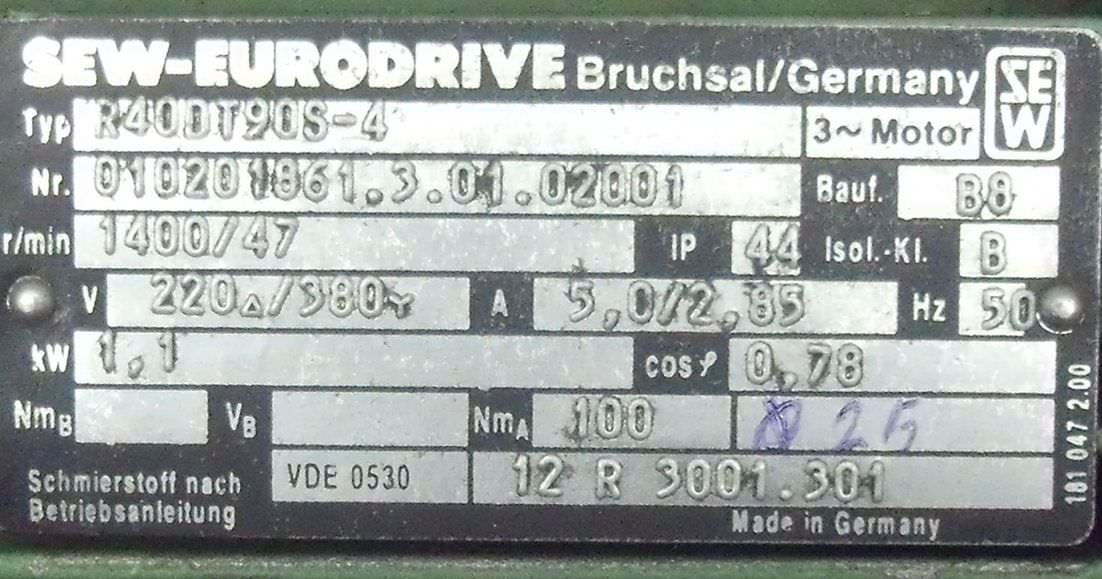 SEW-EURODRIVE Bruchsal/Germany SEW
Typ R40DT90S-4 3~ Motor
Nr. 010201861.3.01.02001 Bauf. B8
r/min 1400/47 IP 44 Isol.-Kl. B
V 220△/380Y A 5,0/2,85 Hz 50
kW 1,1 cos φ 0,78
NmB VB NmA 100 25
Schmierstoff nach VDE 0530 12 R 3001.301
Betriebsanleitung Made in Germany
181 047 2.00